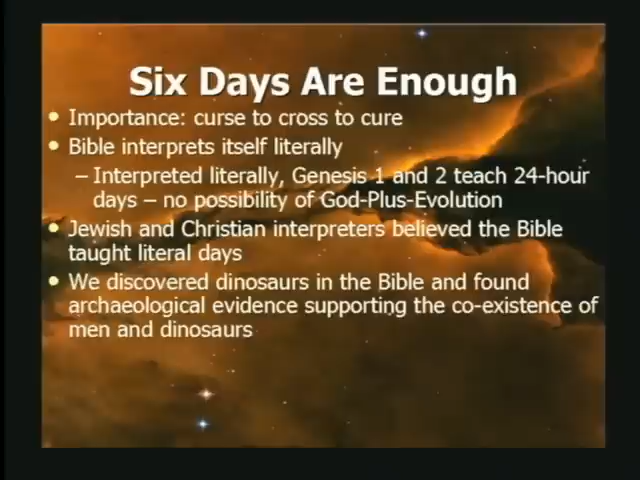 Six Days Are Enough
• Importance: curse to cross to cure
• Bible interprets itself literally
– Interpreted literally, Genesis 1 and 2 teach 24-hour
days – no possibility of God-Plus-Evolution
• Jewish and Christian interpreters believed the Bible
taught literal days
• We discovered dinosaurs in the Bible and found
archaeological evidence supporting the co-existence of
men and dinosaurs